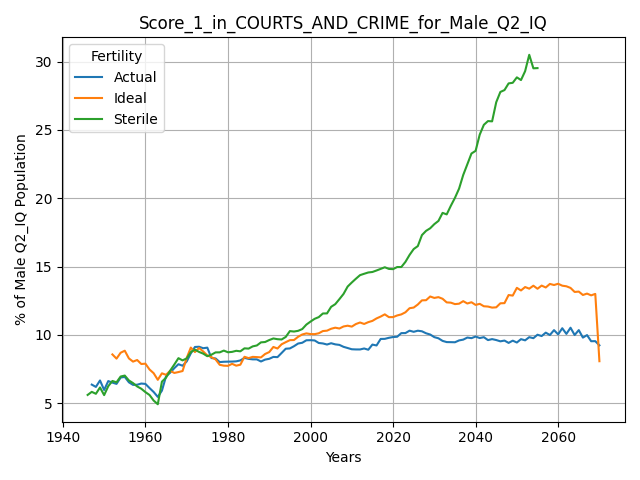 Score_1_in_COURTS_AND_CRIME_for_Male_Q2_IQ
Fertility
Actual
Ideal
Sterile
% of Male Q2_IQ Population
30
25
20
15
10
5
1940 1960 1980 2000 2020 2040 2060
Years